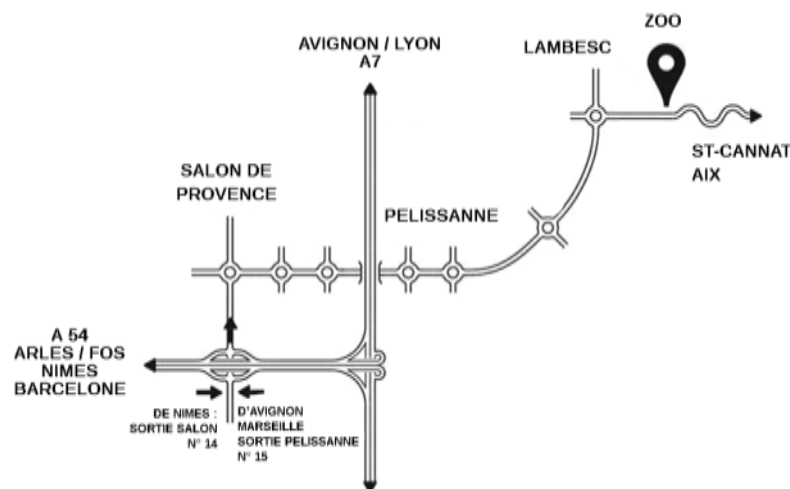 ZOO
AVIGNON / LYON
A7
LAMBESC
ST-CANNAT
AIX
SALON DE
PROVENCE
PELISSANNE
A 54
ARLES / FOS
NIMES
BARCELONE
DE NIMES :
SORTIE SALON
N° 14
D'AVIGNON
MARSEILLE
SORTIE PELISSANNE
N° 15